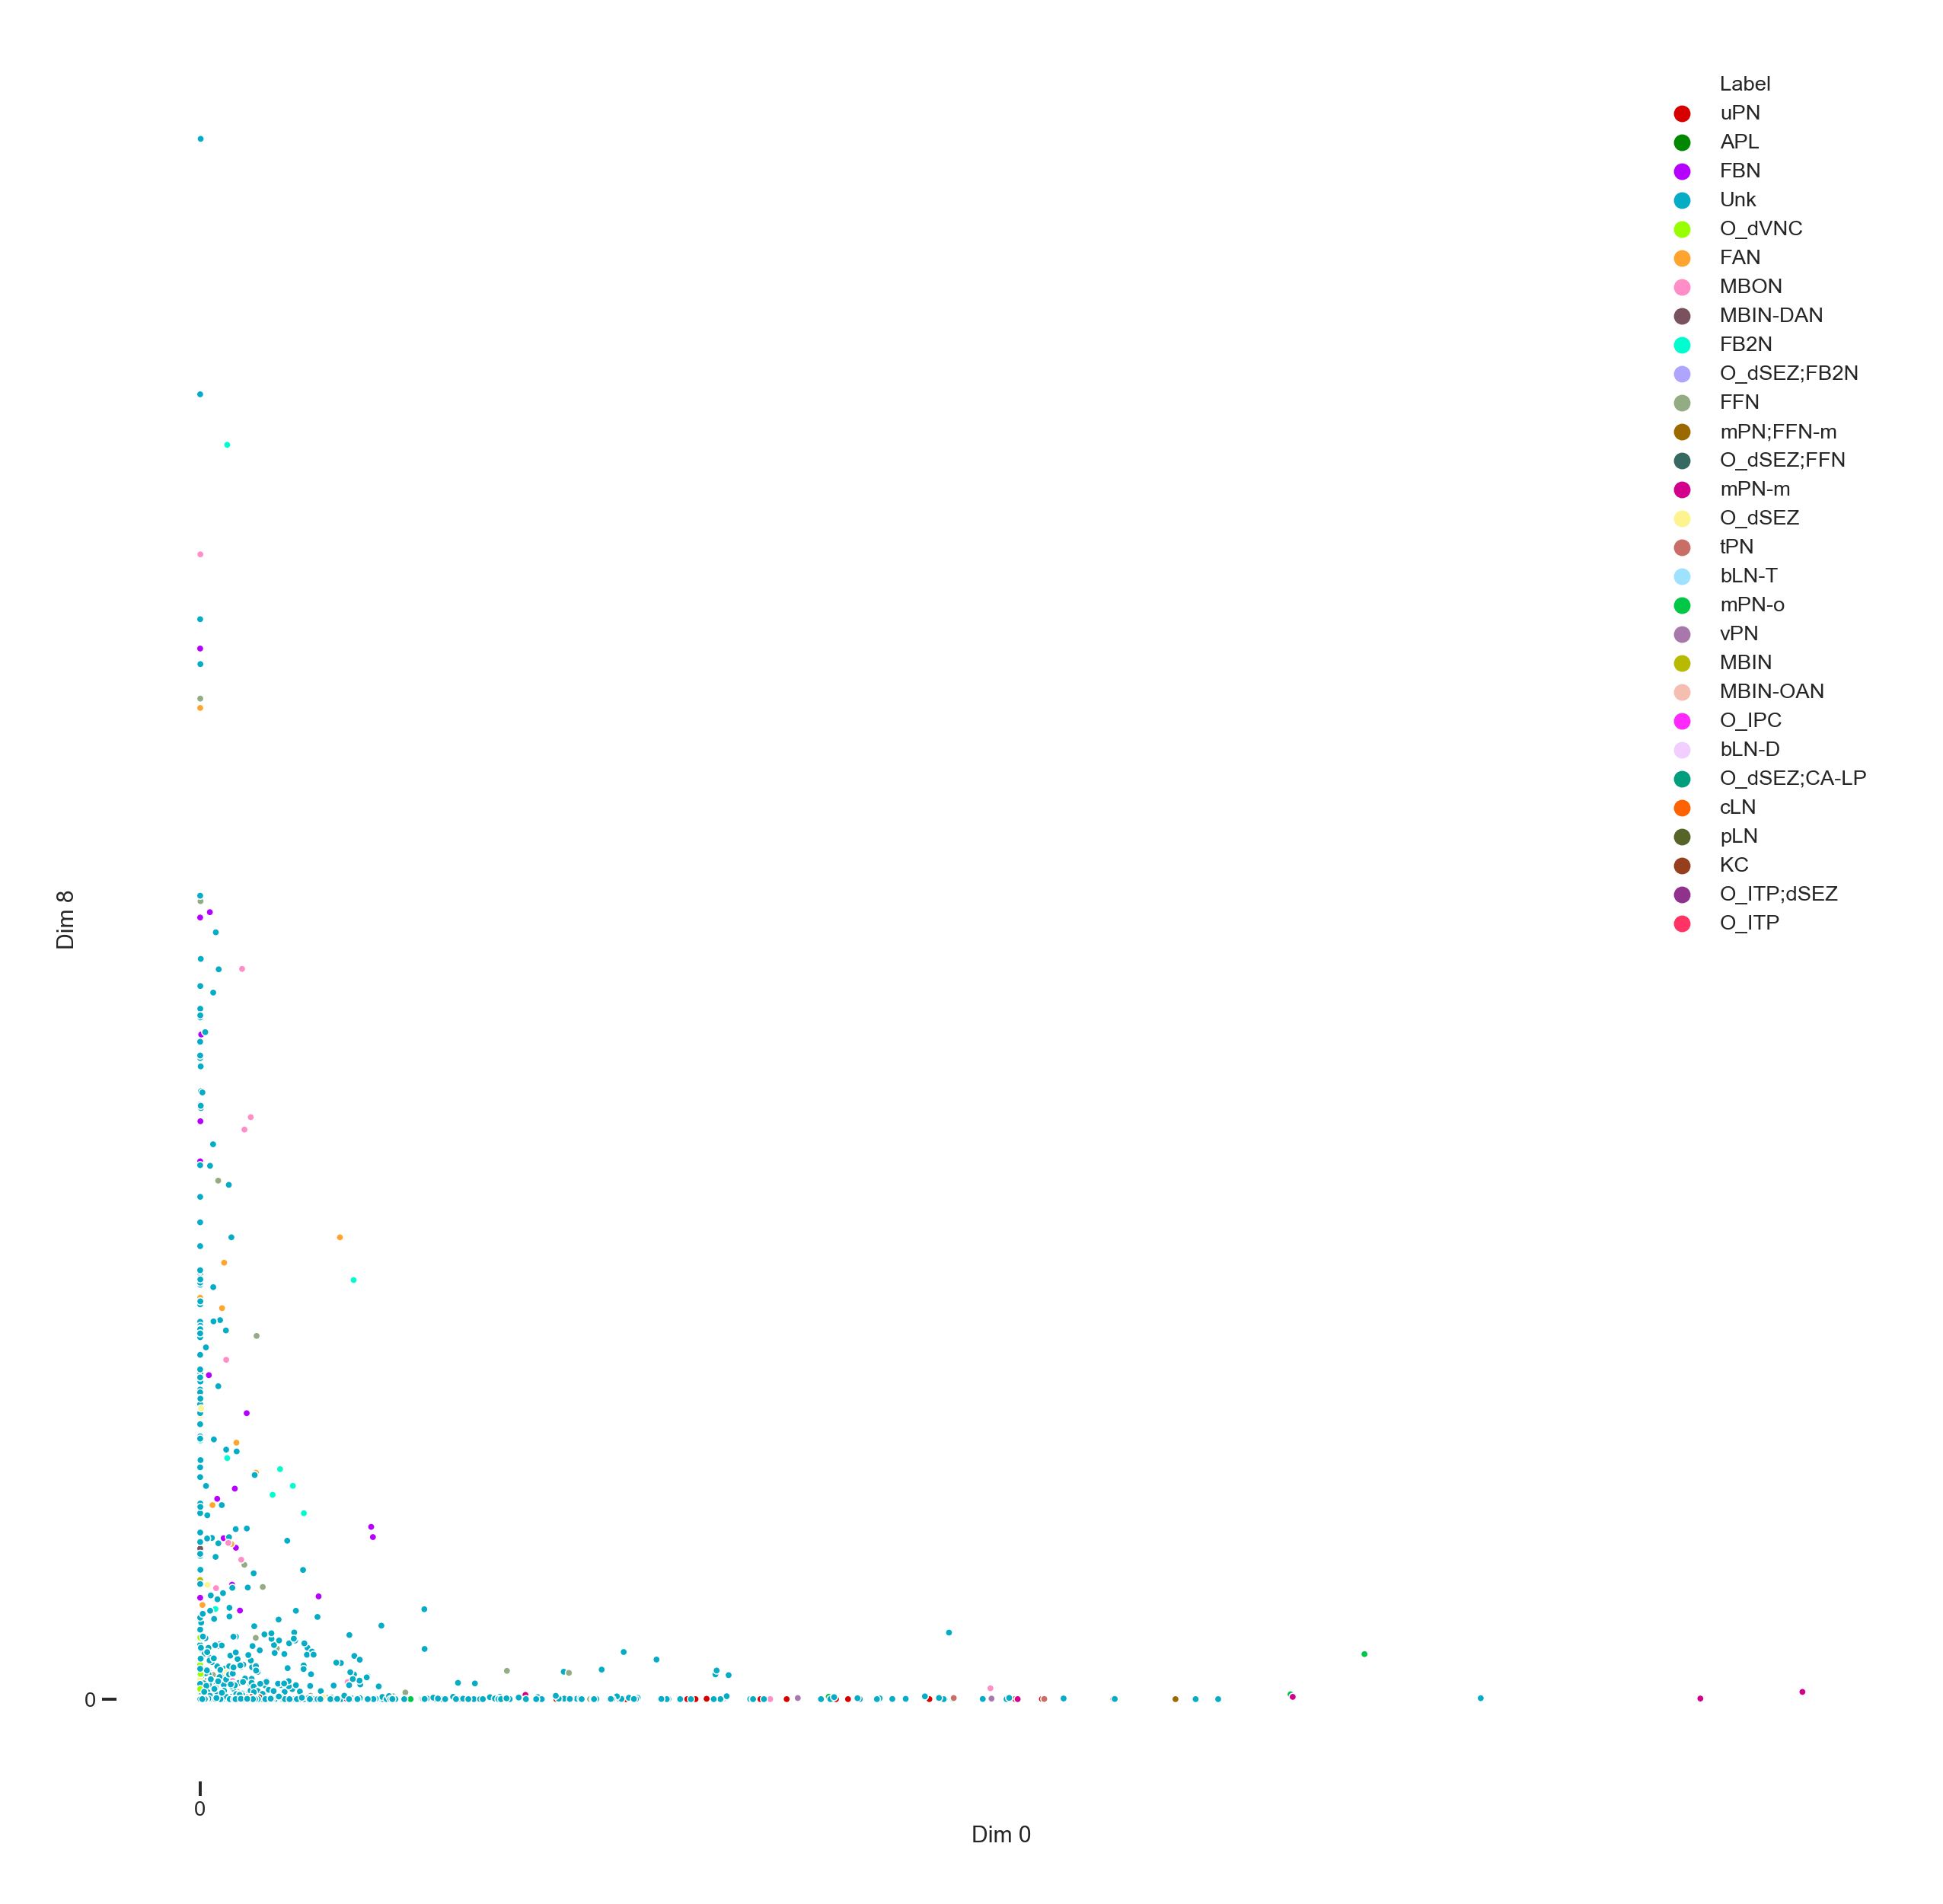 Label
uPN
APL
FBN
Unk
O_dVNC
FAN
MBON
MBIN-DAN
FB2N
O_dSEZ;FB2N
FFN
mPN;FFN-m
O_dSEZ;FFN
mPN-m
O_dSEZ
tPN
bLN-T
mPN-o
vPN
MBIN
MBIN-OAN
O_IPC
bLN-D
O_dSEZ;CA-LP
cLN
pLN
KC
O_ITP;dSEZ
O_ITP
Dim 8
0
0
Dim 0